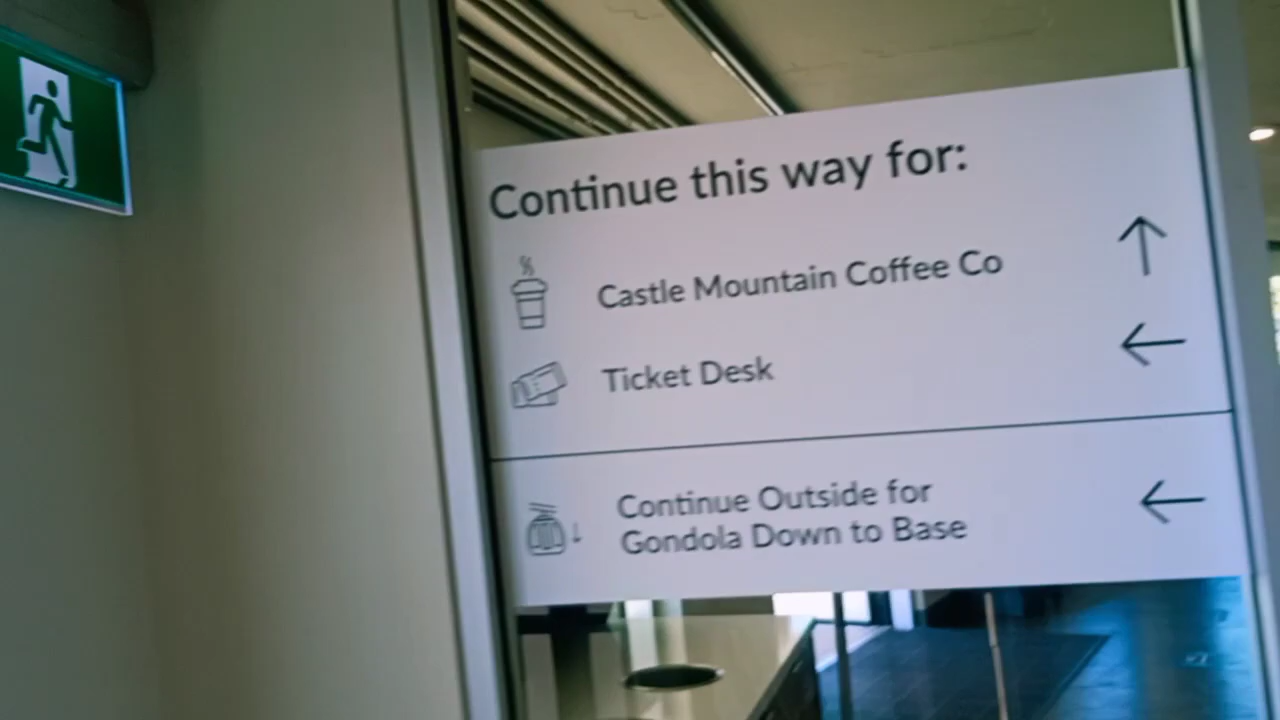 Continue this way for:
Castle Mountain Coffee Co
Ticket Desk
Continue Outside for
Gondola Down to Base